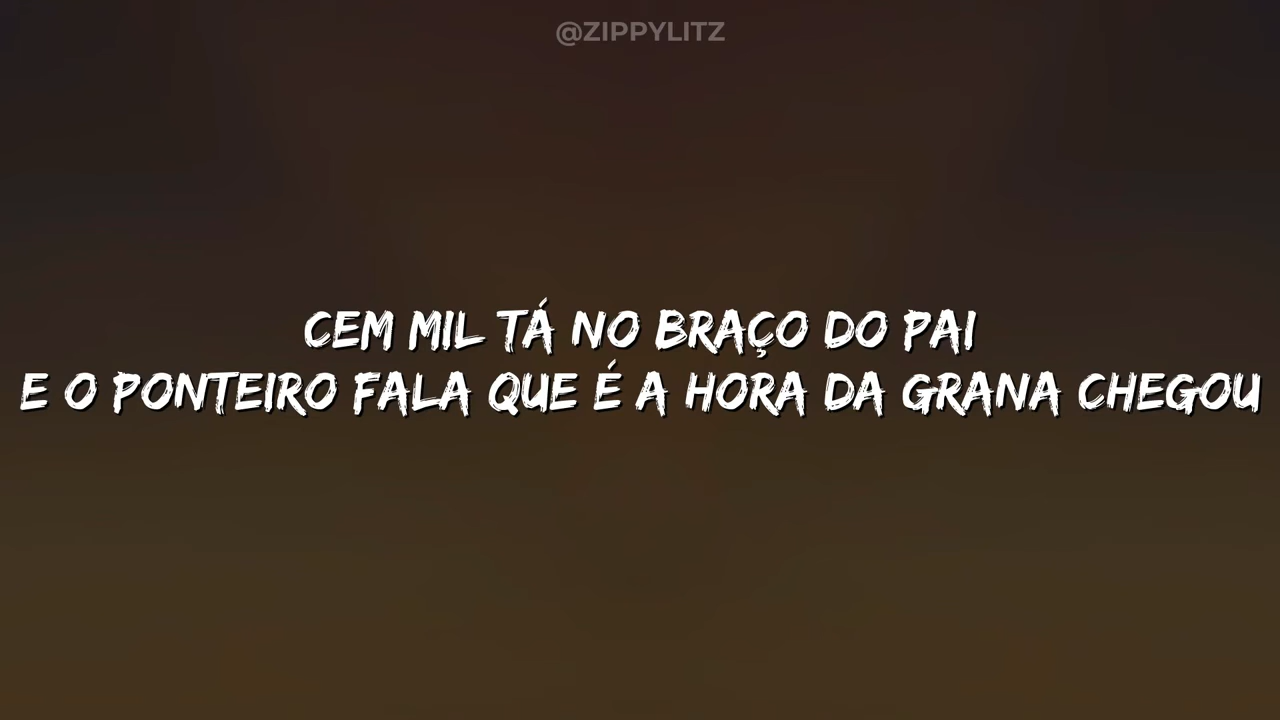 @ZIPPYLITZ
CEM MIL TÁ NO BRAÇO DO PAI
E O PONTEIRO FALA QUE É A HORA DA GRANA CHEGOU